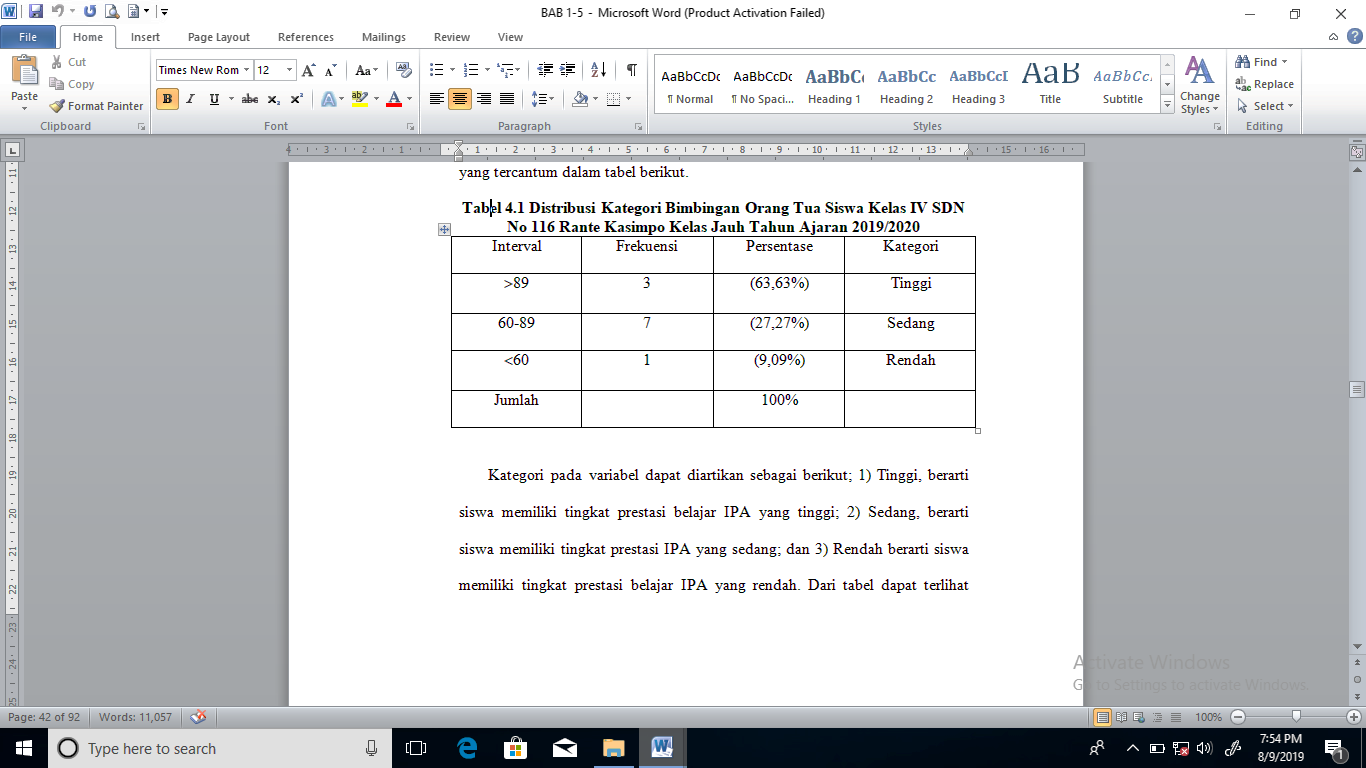 BAB 1-5 - Microsoft Word (Product Activation Failed)
File Home Insert Page Layout References Mailings Review View
Paste
Cut
Copy
Format Painter
Clipboard
Times New Rom 12
Font
Paragraph
AaBbCcDc AaBbCcDc AaBbC AaBbCc AaBbCcI AaB AaBbCc
¶ Normal ¶ No Spaci... Heading 1 Heading 2 Heading 3 Title Subtitle
Styles
Change
Styles
Find
Replace
Select
Editing
yang tercantum dalam tabel berikut.
Tabel 4.1 Distribusi Kategori Bimbingan Orang Tua Siswa Kelas IV SDN
No 116 Rante Kasimpo Kelas Jauh Tahun Ajaran 2019/2020
Interval Frekuensi Persentase Kategori
>89 3 (63,63%) Tinggi
60-89 7 (27,27%) Sedang
<60 1 (9,09%) Rendah
Jumlah 100%
Kategori pada variabel dapat diartikan sebagai berikut; 1) Tinggi, berarti
siswa memiliki tingkat prestasi belajar IPA yang tinggi; 2) Sedang, berarti
siswa memiliki tingkat prestasi IPA yang sedang; dan 3) Rendah berarti siswa
memiliki tingkat prestasi belajar IPA yang rendah. Dari tabel dapat terlihat
Activate Windows
Go to Settings to activate Windows.
Page: 42 of 92 Words: 11,057 100%
Type here to search
7:54 PM
8/9/2019